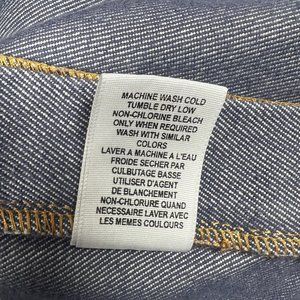 MACHINE WASH COLD
TUMBLE DRY LOW
NON-CHLORINE BLEACH
ONLY WHEN REQUIRED
WASH WITH SIMILAR
COLORS
LAVER A MACHINE A L'EAU
FROIDE SECHER PAR
CULBUTAGE BASSE
UTILISER D'AGENT
DE BLANCHEMENT
NON-CHLORURE QUAND
NECESSAIRE LAVER AVEC
LES MEMES COULOURS